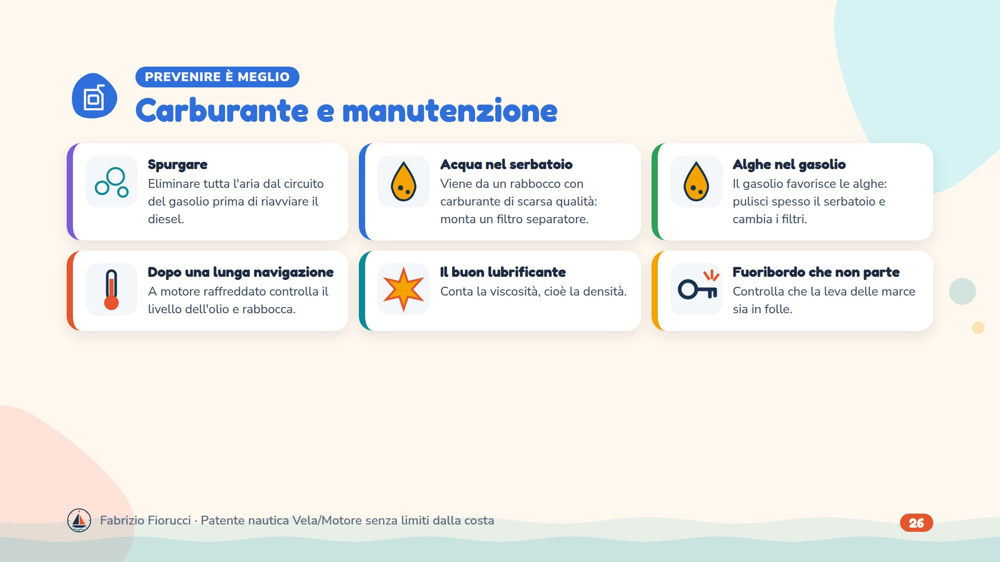 PREVENIRE È MEGLIO
Carburante e manutenzione
Spurgare
Eliminare tutta l'aria dal circuito
del gasolio prima di riavviare il
diesel.
Acqua nel serbatoio
Viene da un rabbocco con
carburante di scarsa qualità:
monta un filtro separatore.
Alghe nel gasolio
Il gasolio favorisce le alghe:
pulisci spesso il serbatoio e
cambia i filtri.
Dopo una lunga navigazione
A motore raffreddato controlla il
livello dell'olio e rabbocca.
Il buon lubrificante
Conta la viscosità, cioè la densità.
Fuoribordo che non parte
Controlla che la leva delle marce
sia in folle.
Fabrizio Fiorucci · Patente nautica Vela/Motore senza limiti dalla costa
26